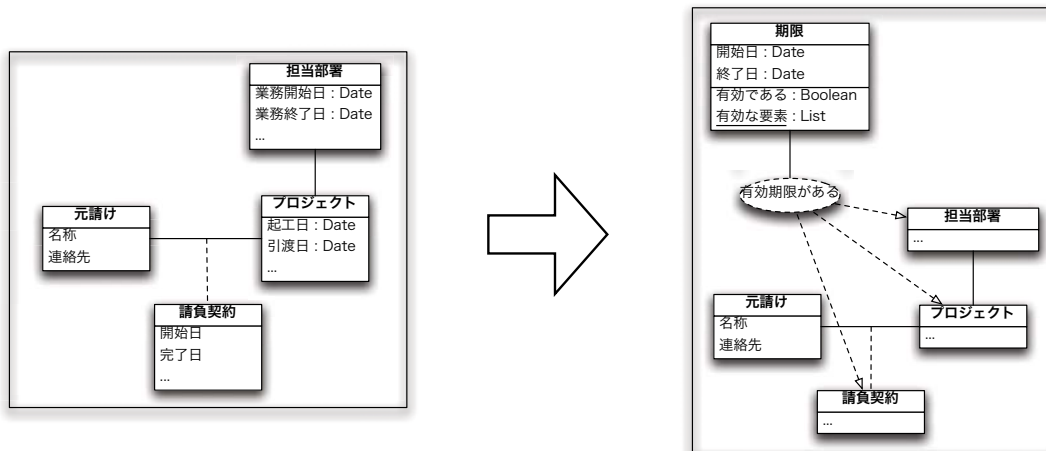 担当部署
業務開始日 : Date
業務終了日 : Date
...
元請け
名称
連絡先
プロジェクト
起工日 : Date
引渡日 : Date
...
請負契約
開始日
完了日
...
期限
開始日 : Date
終了日 : Date
有効である : Boolean
有効な要素 : List
有効期限がある
担当部署
...
元請け
名称
連絡先
プロジェクト
...
請負契約
...